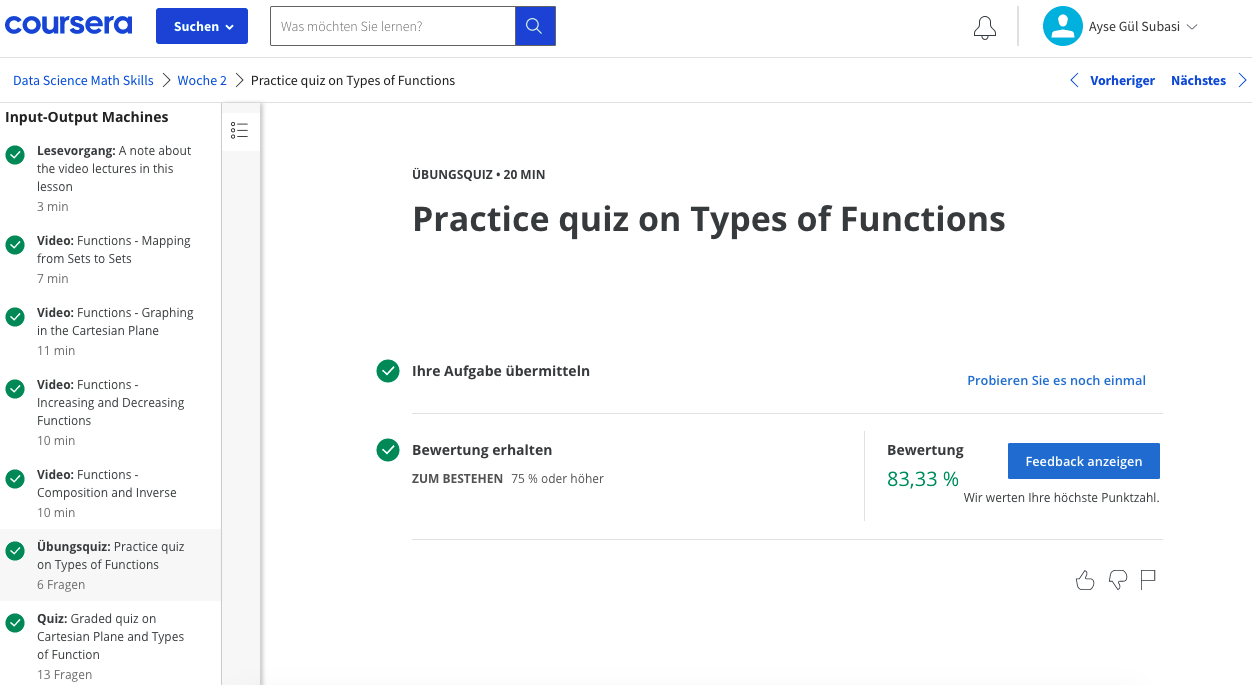 coursera
Suchen
Was möchten Sie lernen?
Ayse Gül Subasi
Data Science Math Skills
Woche 2
Practice quiz on Types of Functions
Vorheriger
Nächstes
Input-Output Machines
Lesevorgang: A note about
the video lectures in this
lesson
3 min
Video: Functions - Mapping
from Sets to Sets
7 min
Video: Functions - Graphing
in the Cartesian Plane
11 min
Video: Functions -
Increasing and Decreasing
Functions
10 min
Video: Functions -
Composition and Inverse
10 min
Übungsquiz: Practice quiz
on Types of Functions
6 Fragen
Quiz: Graded quiz on
Cartesian Plane and Types
of Function
13 Fragen
ÜBUNGSQUIZ • 20 MIN
Practice quiz on Types of Functions
Ihre Aufgabe übermitteln
Probieren Sie es noch einmal
Bewertung erhalten
ZUM BESTEHEN 75 % oder höher
Bewertung
83,33 %
Feedback anzeigen
Wir werten Ihre höchste Punktzahl.